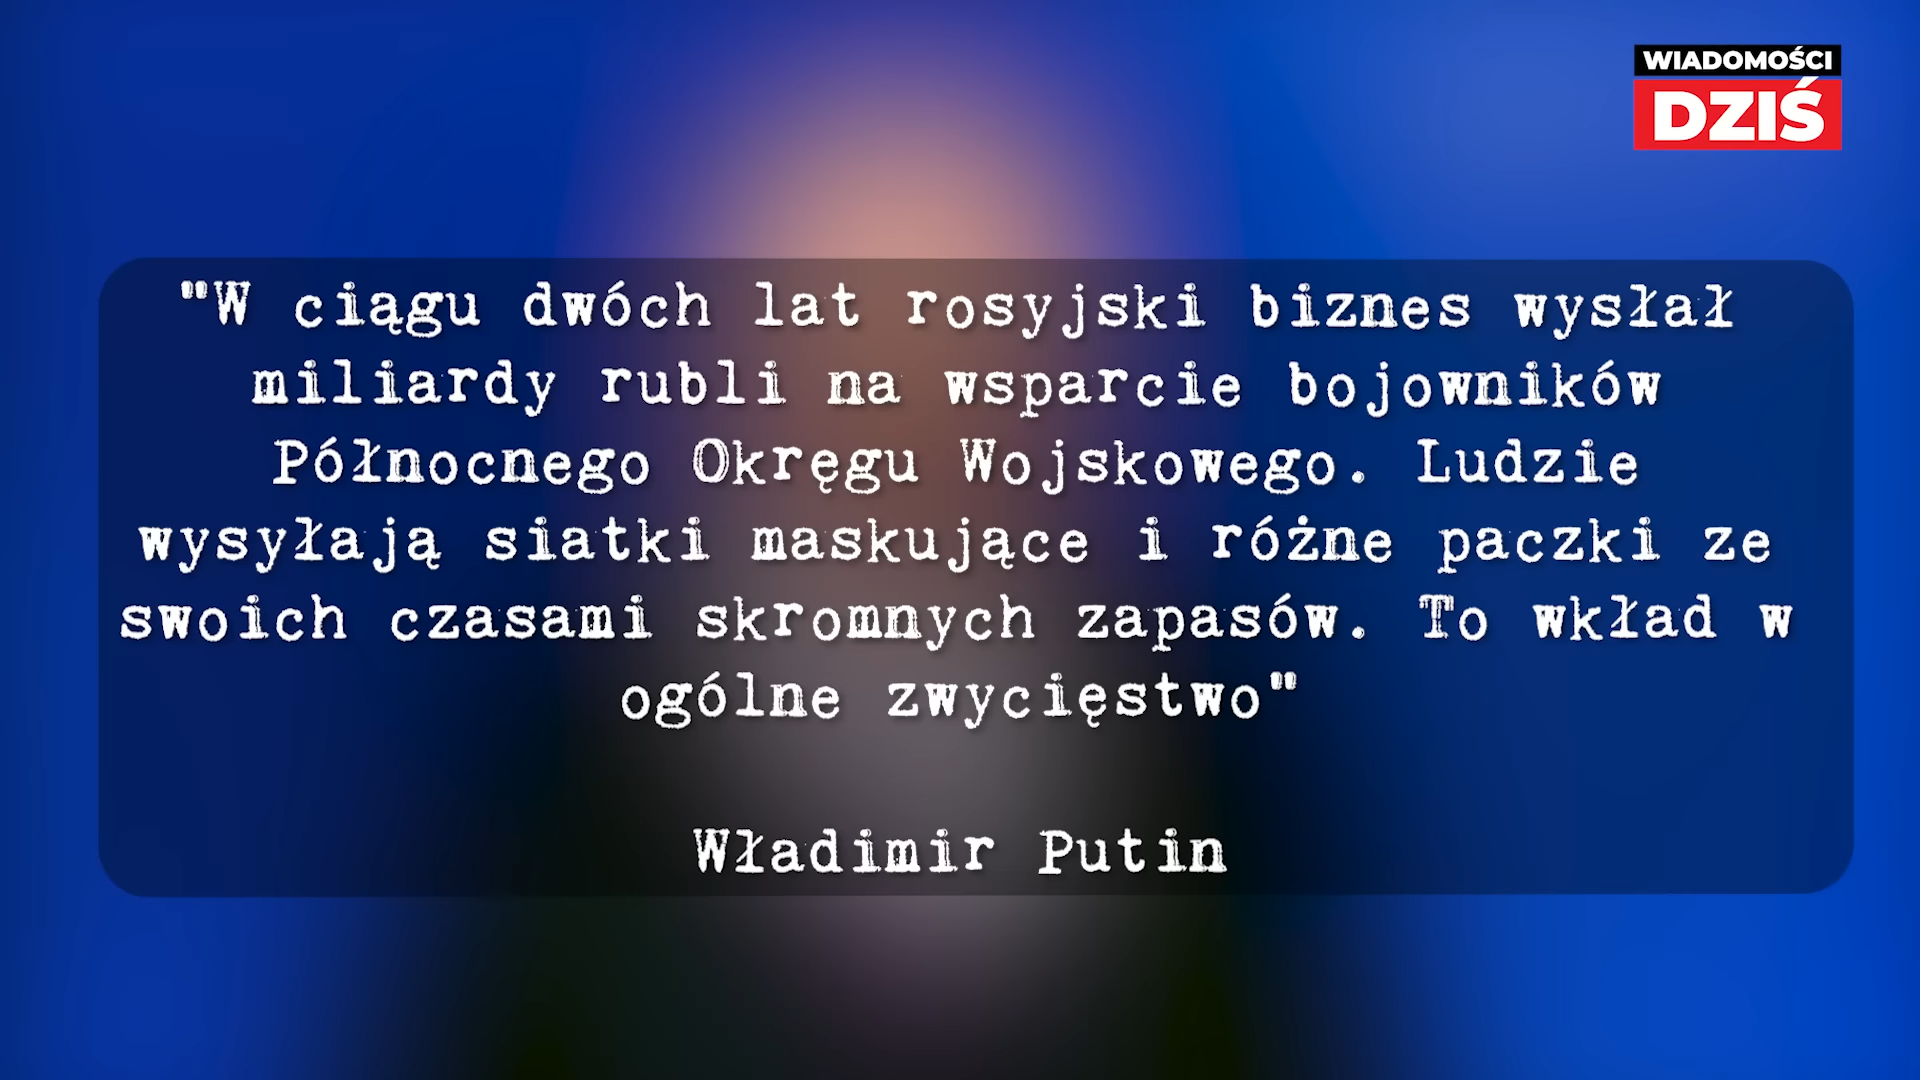 WIADOMOŚCI
DZIŚ
"W ciągu dwóch lat rosyjski biznes wysłał
miliardy rubli na wsparcie bojowników
Północnego Okręgu Wojskowego. Ludzie
wysyłają siatki maskujące i różne paczki ze
swoich czasami skromnych zapasów. To wkład w
ogólne zwycięstwo"
Władimir Putin